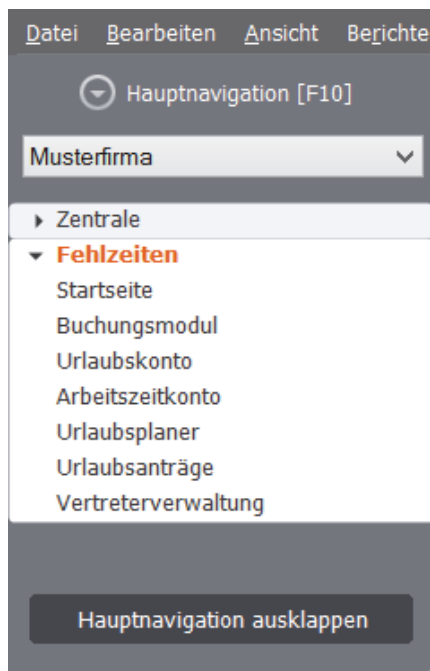 Datei Bearbeiten Ansicht Berichte
Hauptnavigation [F10]
Musterfirma
Zentrale
Fehlzeiten
Startseite
Buchungsmodul
Urlaubskonto
Arbeitszeitkonto
Urlaubsplaner
Urlaubsanträge
Vertreterverwaltung
Hauptnavigation ausklappen